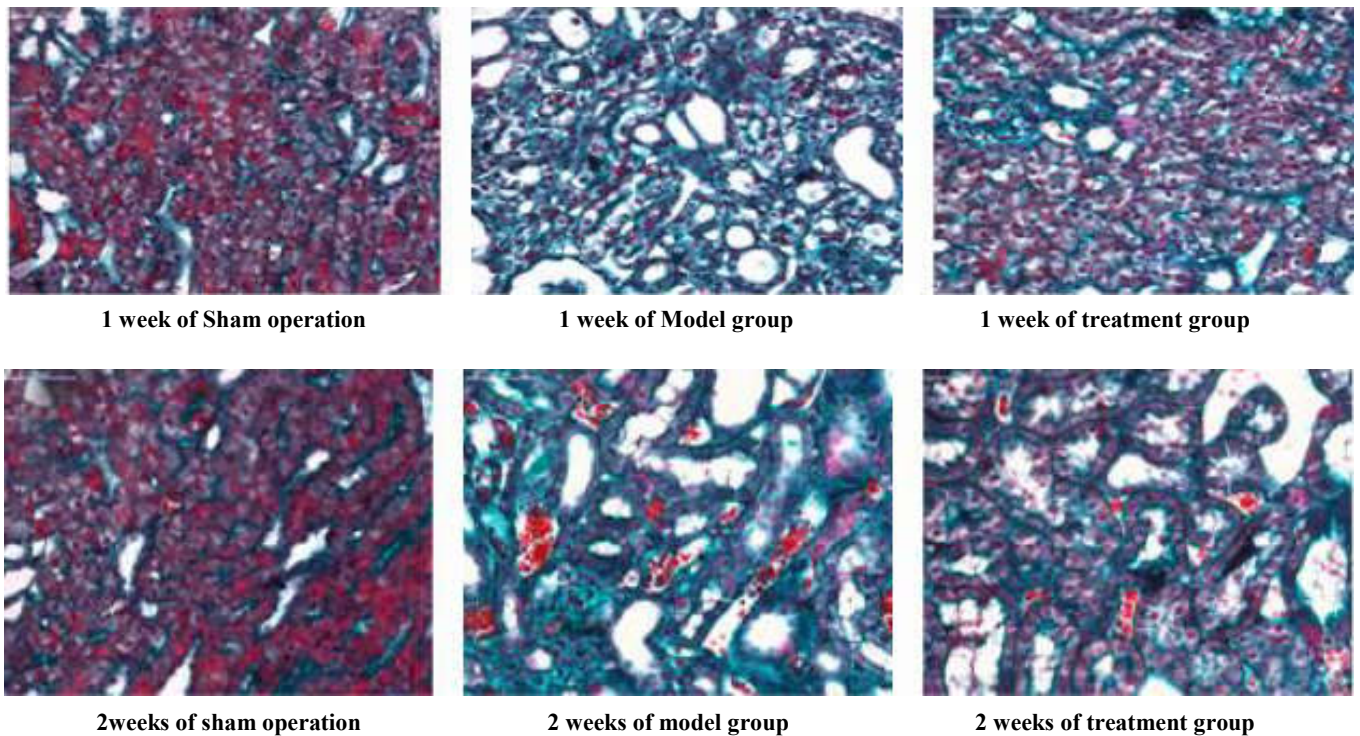 1 week of Sham operation
1 week of Model group
1 week of treatment group
2weeks of sham operation
2 weeks of model group
2 weeks of treatment group